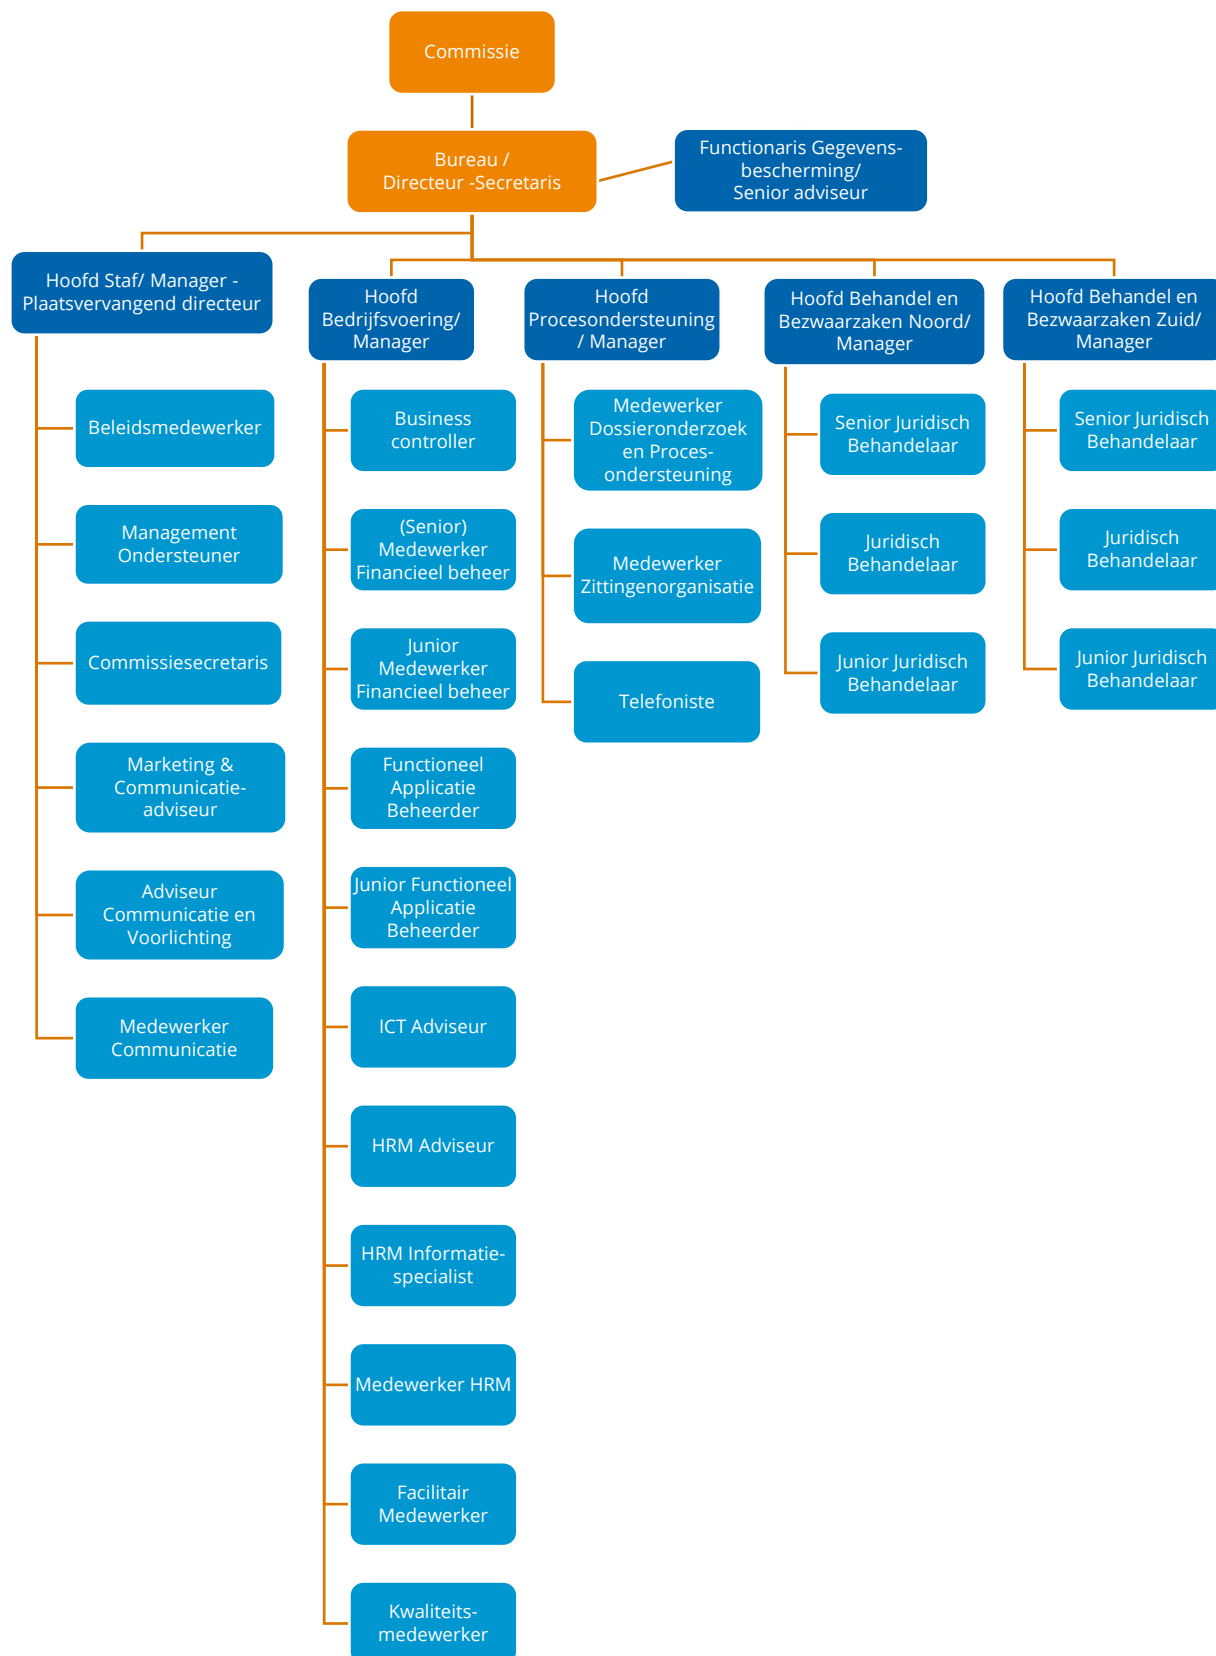 Commissie
Bureau /
Directeur -Secretaris
Functionaris Gegevens-
bescherming/
Senior adviseur
Hoofd Staf/ Manager -
Plaatsvervangend directeur
Beleidsmedewerker
Management
Ondersteuner
Commissiesecretaris
Marketing &
Communicatie-
adviseur
Adviseur
Communicatie en
Voorlichting
Medewerker
Communicatie
Hoofd
Bedrijfsvoering/
Manager
Business
controller
(Senior)
Medewerker
Financieel beheer
Junior
Medewerker
Financieel beheer
Functioneel
Applicatie
Beheerder
Junior Functioneel
Applicatie
Beheerder
ICT Adviseur
HRM Adviseur
HRM Informatie-
specialist
Medewerker HRM
Facilitair
Medewerker
Kwaliteits-
medewerker
Hoofd
Procesondersteuning
/ Manager
Medewerker
Dossieronderzoek
en Proces-
ondersteuning
Medewerker
Zittingenorganisatie
Telefoniste
Hoofd Behandel en
Bezwaarzaken Noord/
Manager
Senior Juridisch
Behandelaar
Juridisch
Behandelaar
Junior Juridisch
Behandelaar
Hoofd Behandel en
Bezwaarzaken Zuid/
Manager
Senior Juridisch
Behandelaar
Juridisch
Behandelaar
Junior Juridisch
Behandelaar